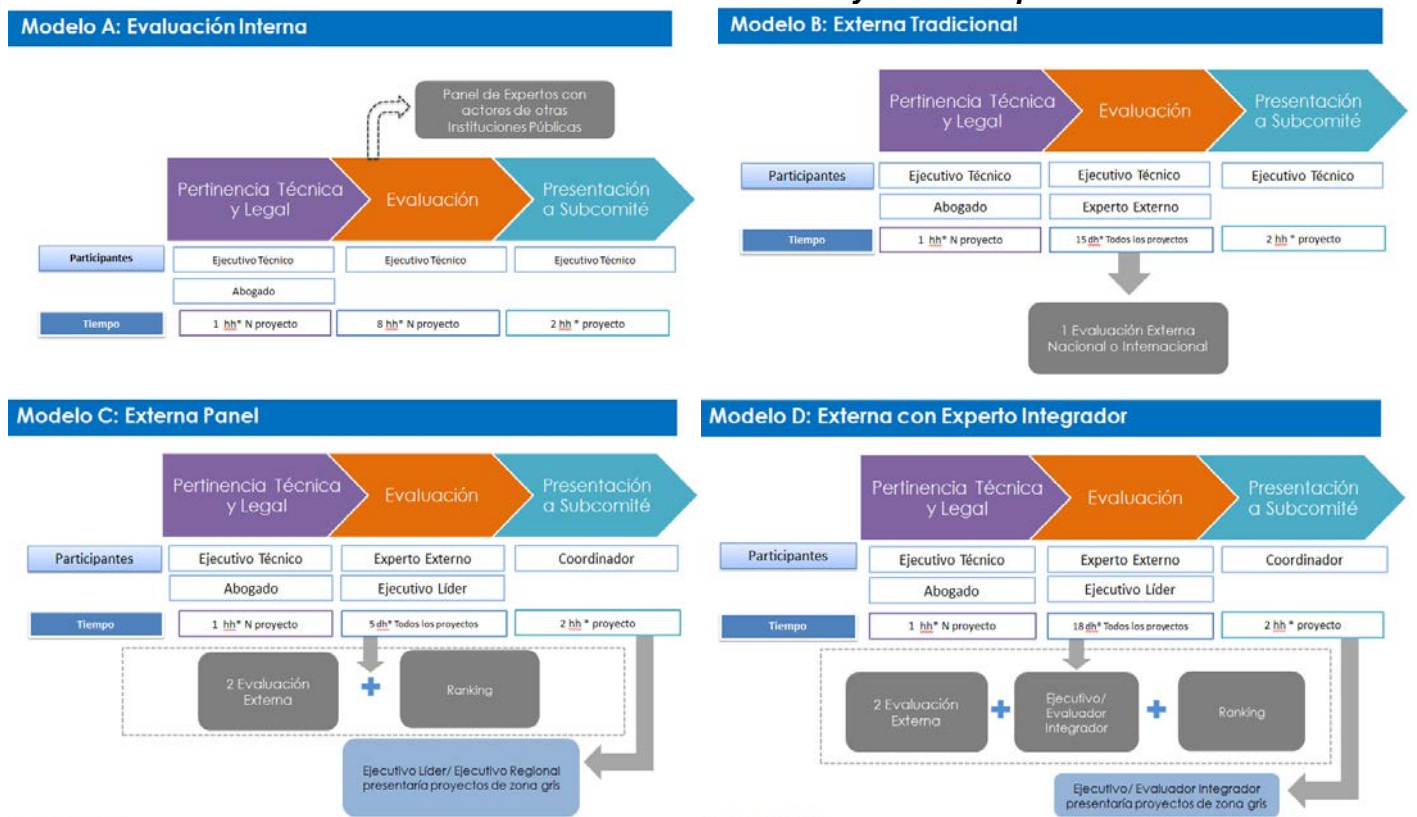 Modelo A: Evaluación Interna
Panel de Expertos con
actores de otras
Instituciones Públicas
Pertinencia Técnica
y Legal
Evaluación
Presentación
a Subcomité
Participantes
Ejecutivo Técnico
Ejecutivo Técnico
Ejecutivo Técnico
Abogado
Tiempo
1 hh* N proyecto
8 hh* N proyecto
2 hh * proyecto
Modelo B: Externa Tradicional
Pertinencia Técnica
y Legal
Evaluación
Presentación
a Subcomité
Participantes
Ejecutivo Técnico
Ejecutivo Técnico
Ejecutivo Técnico
Abogado
Experto Externo
Tiempo
1 hh* N proyecto
15 dh* Todos los proyectos
2 hh * proyecto
1 Evaluación Externa
Nacional o Internacional
Modelo C: Externa Panel
Pertinencia Técnica
y Legal
Evaluación
Presentación
a Subcomité
Participantes
Ejecutivo Técnico
Experto Externo
Coordinador
Abogado
Ejecutivo Líder
Tiempo
1 hh* N proyecto
5 dh* Todos los proyectos
2 hh * proyecto
2 Evaluación
Externa
+
Ranking
Ejecutivo Líder/ Ejecutivo Regional
presentaría proyectos de zona gris
Modelo D: Externa con Experto Integrador
Pertinencia Técnica
y Legal
Evaluación
Presentación
a Subcomité
Participantes
Ejecutivo Técnico
Experto Externo
Coordinador
Abogado
Ejecutivo Líder
Tiempo
1 hh* N proyecto
18 dh* Todos los proyectos
2 hh * proyecto
2 Evaluación
Externa
+
Ejecutivo/
Evaluador
Integrador
+
Ranking
Ejecutivo/ Evaluador Integrador
presentaría proyectos de zona gris